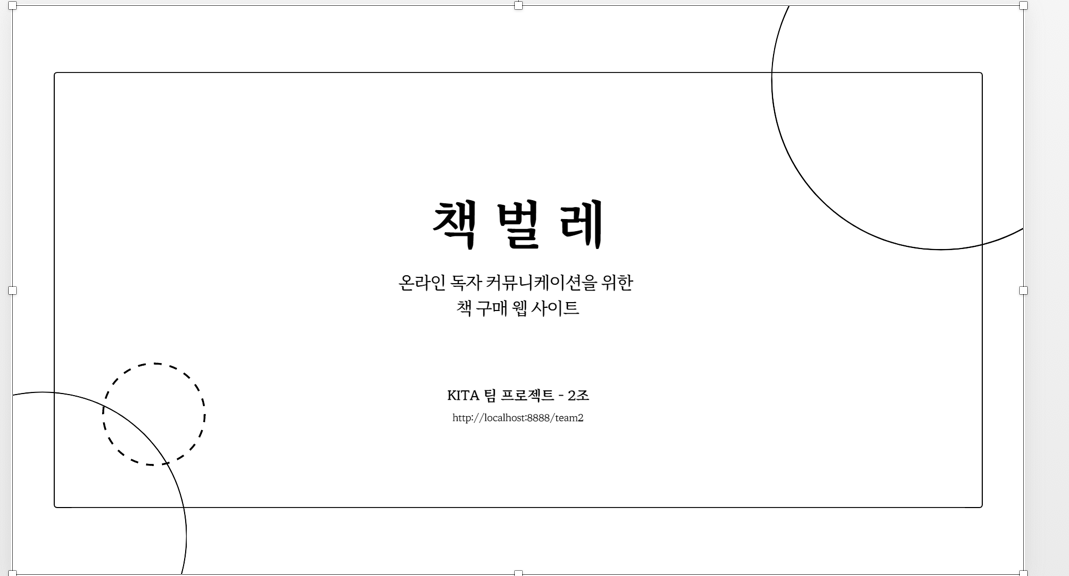 책 벌 레
온라인 독자 커뮤니케이션을 위한
책 구매 웹 사이트
KITA 팀 프로젝트 - 2조
http://localhost:8888/team2